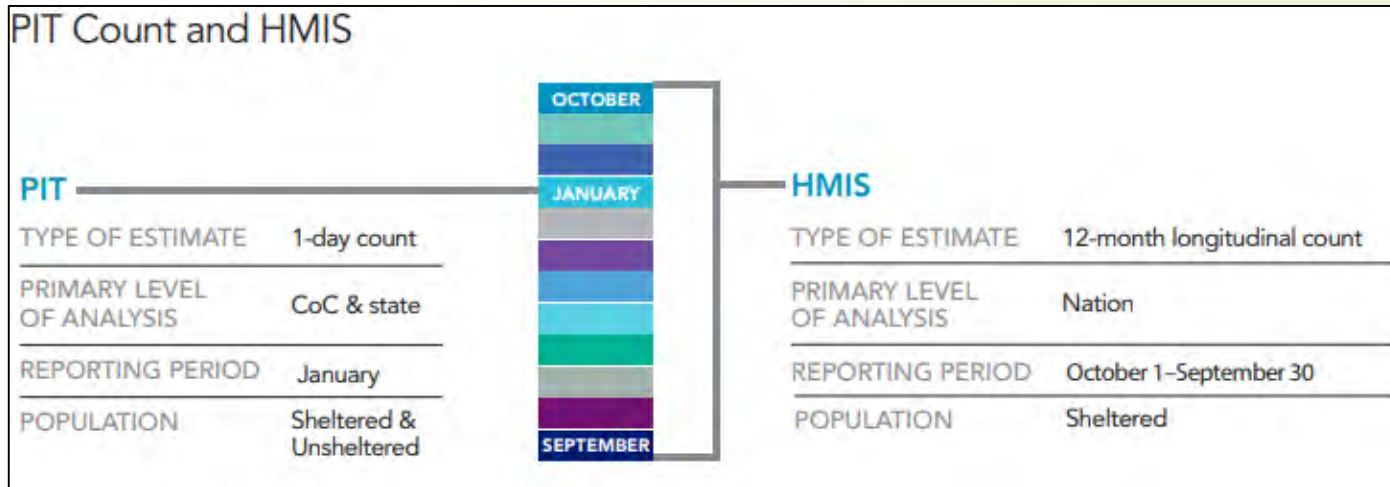 PIT Count and HMIS
OCTOBER
JANUARY
SEPTEMBER
PIT
TYPE OF ESTIMATE 1-day count
PRIMARY LEVEL
OF ANALYSIS CoC & state
REPORTING PERIOD January
POPULATION Sheltered &
Unsheltered
HMIS
TYPE OF ESTIMATE 12-month longitudinal count
PRIMARY LEVEL
OF ANALYSIS Nation
REPORTING PERIOD October 1–September 30
POPULATION Sheltered